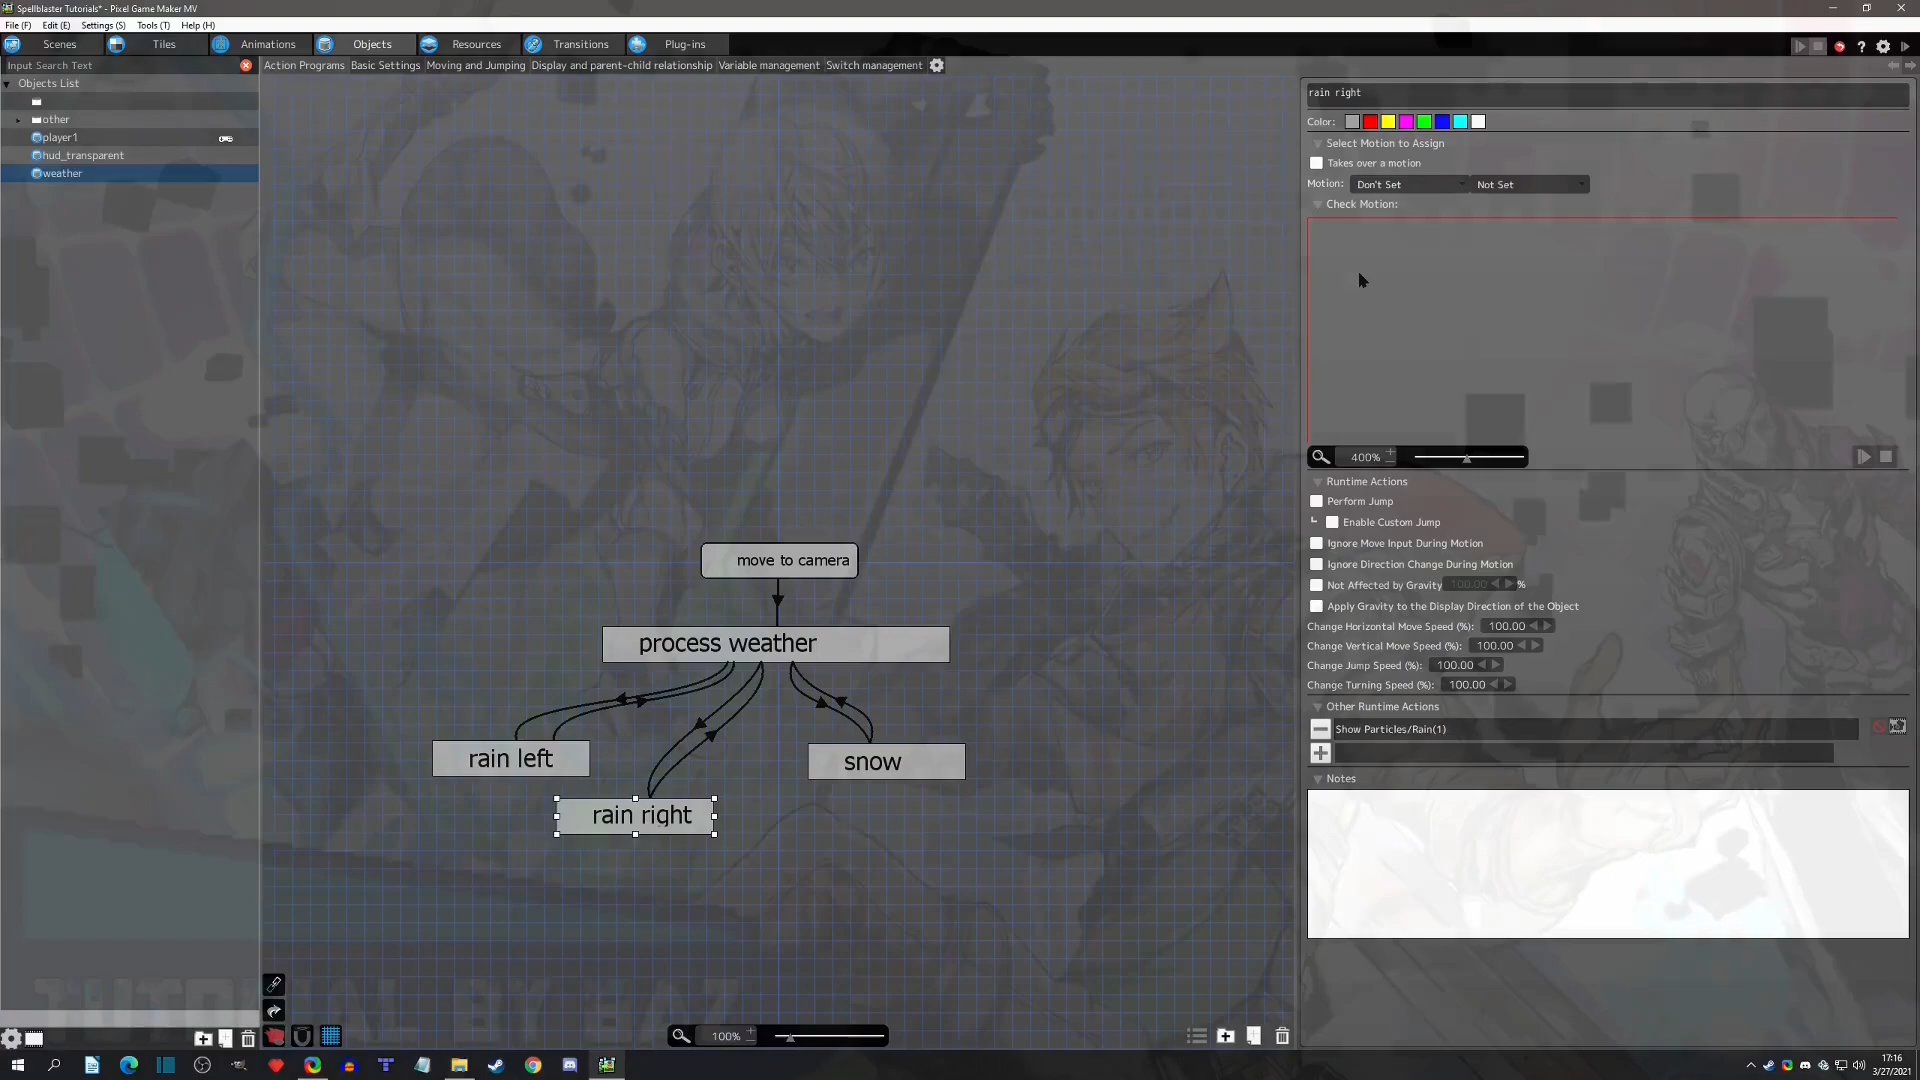 Spellblaster Tutorials* - Pixel Game Maker MV
File (F) Edit (E) Settings (S) Tools (T) Help (H)
Scenes Tiles Animations Objects Resources Transitions Plug-ins
Input Search Text
Action Programs Basic Settings Moving and Jumping Display and parent-child relationship Variable management Switch management
Objects List
other
player1
hud_transparent
weather
move to camera
process weather
rain left
snow
rain right
rain right
Color:
Select Motion to Assign
Takes over a motion
Motion: Don't Set Not Set
Check Motion:
400%
Runtime Actions
Perform Jump
Enable Custom Jump
Ignore Move Input During Motion
Ignore Direction Change During Motion
Not Affected by Gravity 100.00 %
Apply Gravity to the Display Direction of the Object
Change Horizontal Move Speed (%): 100.00
Change Vertical Move Speed (%): 100.00
Change Jump Speed (%): 100.00
Change Turning Speed (%): 100.00
Other Runtime Actions
Show Particles/Rain(1)
Notes
100%
17:16
3/27/2021